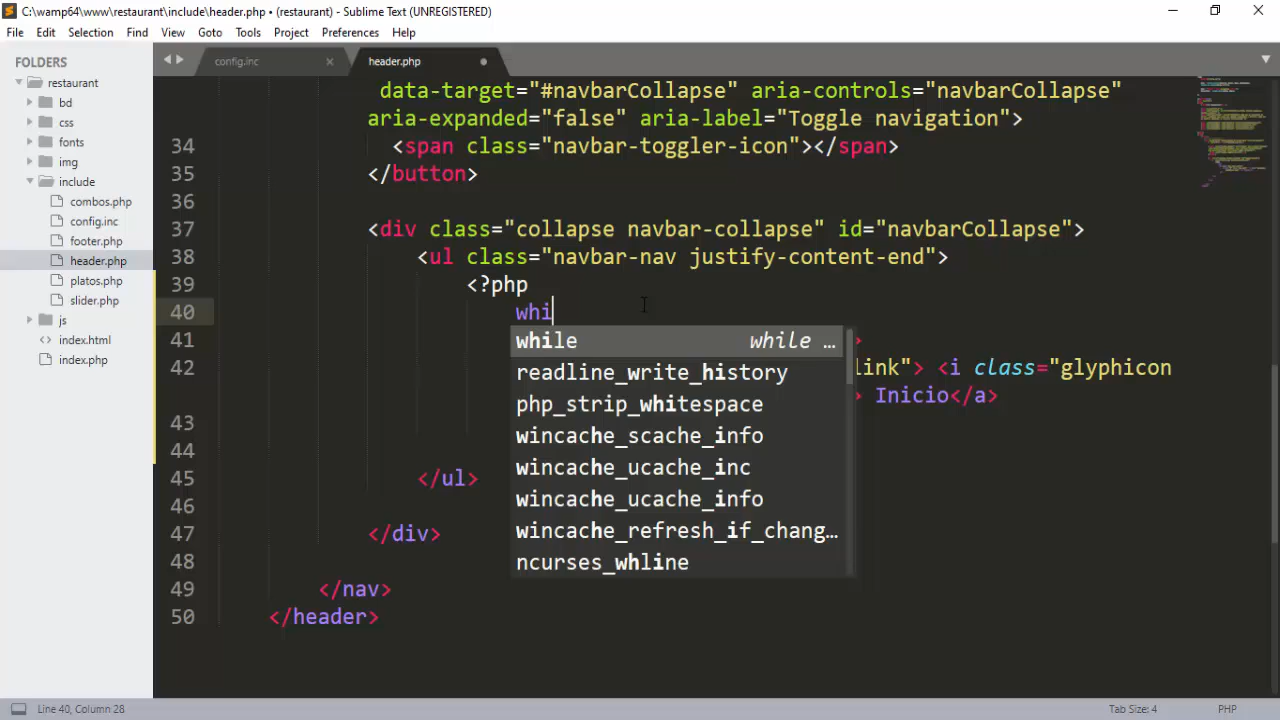 C:\wamp64\www\restaurant\include\header.php • (restaurant) - Sublime Text (UNREGISTERED)
File Edit Selection Find View Goto Tools Project Preferences Help
FOLDERS
restaurant
bd
css
fonts
img
include
combos.php
config.inc
footer.php
header.php
platos.php
slider.php
js
index.html
index.php
config.inc
header.php
data-target="#navbarCollapse" aria-controls="navbarCollapse"
aria-expanded="false" aria-label="Toggle navigation">
34 <span class="navbar-toggler-icon"></span>
35 </button>
36
37 <div class="collapse navbar-collapse" id="navbarCollapse">
38 <ul class="navbar-nav justify-content-end">
39 <?php
40 whi
41 >
42 link"> <i class="glyphicon
> Inicio</a>
43
44
45 </ul>
46
47 </div>
48
49 </nav>
50 </header>
while while …
readline_write_history
php_strip_whitespace
wincache_scache_info
wincache_ucache_inc
wincache_ucache_info
wincache_refresh_if_chang…
ncurses_whline
Line 40, Column 28
Tab Size: 4
PHP